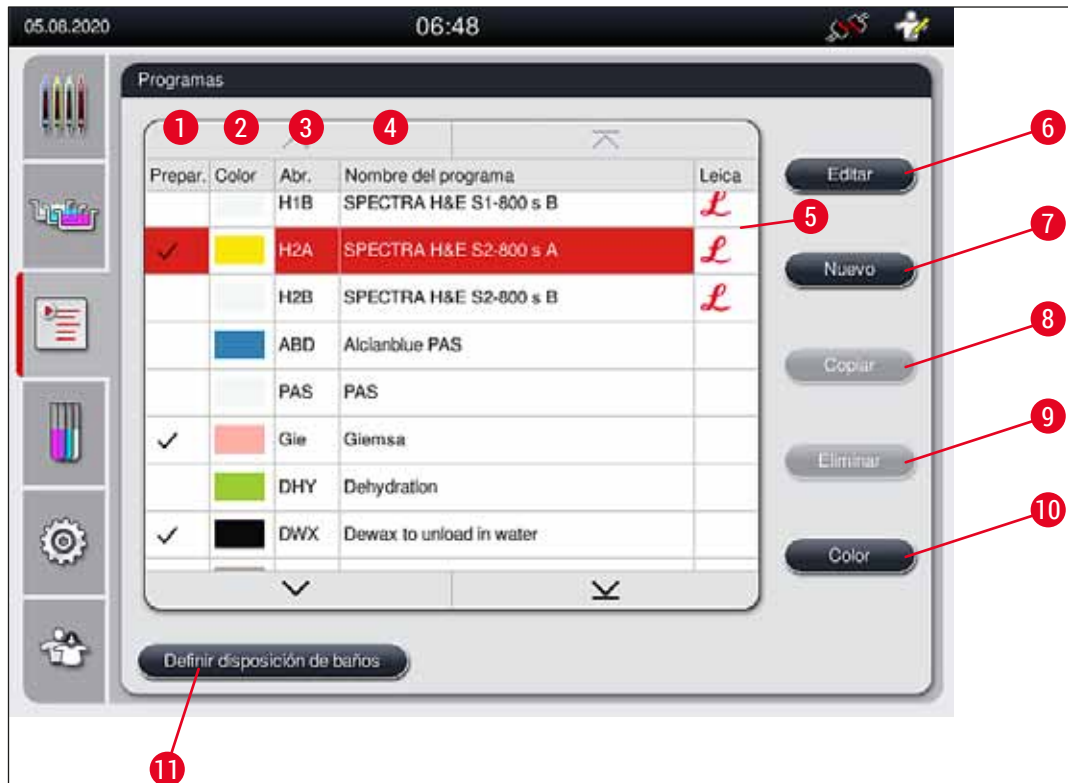 05.08.2020 06:48
Programas
1 2 3 4
Prepar. Color Abr. Nombre del programa Leica
H1B SPECTRA H&E S1-800 s B
H2A SPECTRA H&E S2-800 s A
H2B SPECTRA H&E S2-800 s B
ABD Alcianblue PAS
PAS PAS
Gie Giemsa
DHY Dehydration
DWX Dewax to unload in water
5
Editar 6
Nuevo 7
Copiar 8
Eliminar 9
Color 10
Definir disposición de baños
11